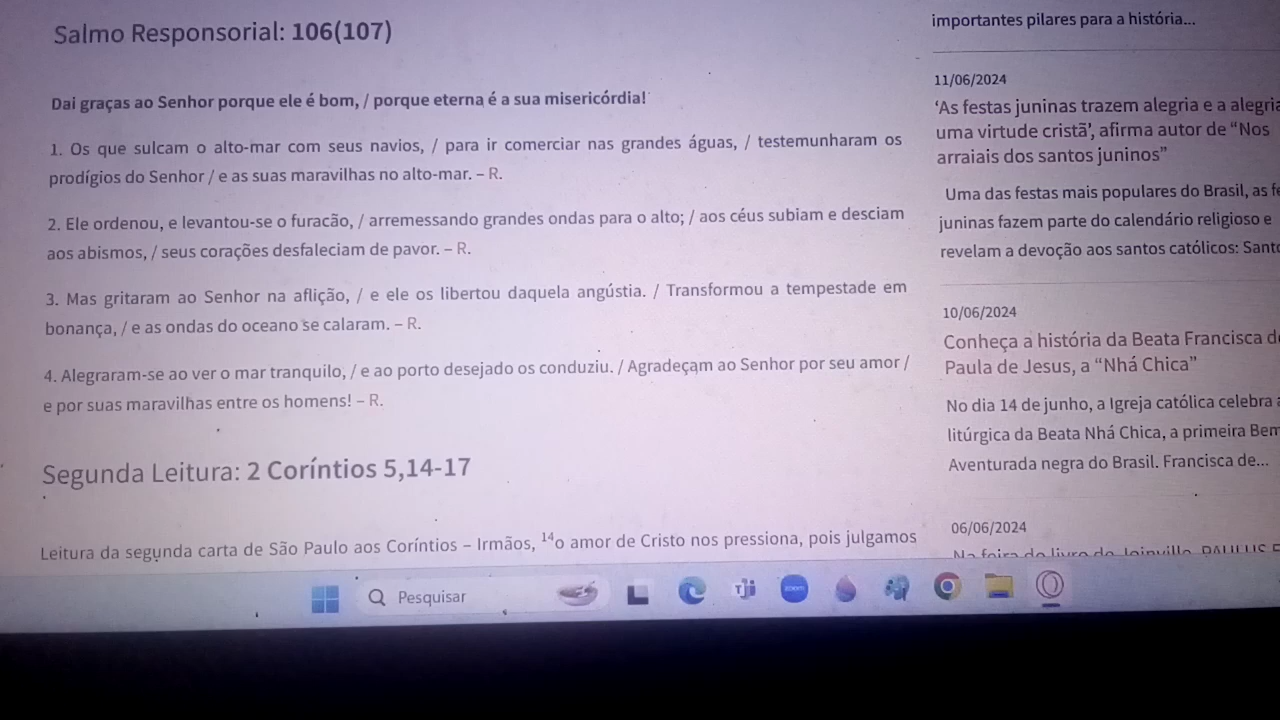 Salmo Responsorial: 106(107)
Dai graças ao Senhor porque ele é bom, / porque eterna é a sua misericórdia!
1. Os que sulcam o alto-mar com seus navios, / para ir comerciar nas grandes águas, / testemunharam os
prodígios do Senhor / e as suas maravilhas no alto-mar. – R.
2. Ele ordenou, e levantou-se o furacão, / arremessando grandes ondas para o alto; / aos céus subiam e desciam
aos abismos, / seus corações desfaleciam de pavor. – R.
3. Mas gritaram ao Senhor na aflição, / e ele os libertou daquela angústia. / Transformou a tempestade em
bonança, / e as ondas do oceano se calaram. – R.
4. Alegraram-se ao ver o mar tranquilo, / e ao porto desejado os conduziu. / Agradeçam ao Senhor por seu amor /
e por suas maravilhas entre os homens! – R.
Segunda Leitura: 2 Coríntios 5,14-17
Leitura da segunda carta de São Paulo aos Coríntios – Irmãos, ¹⁴o amor de Cristo nos pressiona, pois julgamos
importantes pilares para a história...
11/06/2024
‘As festas juninas trazem alegria e a alegria
uma virtude cristã’, afirma autor de “Nos
arraiais dos santos juninos”
Uma das festas mais populares do Brasil, as
juninas fazem parte do calendário religioso e
revelam a devoção aos santos católicos:
10/06/2024
Conheça a história da Beata Francisca
Paula de Jesus, a “Nhá Chica”
No dia 14 de junho, a Igreja católica celebra
litúrgica da Beata Nhá Chica, a primeira
Aventurada negra do Brasil. Francisca de...
06/06/2024
Na feira do livro de Joinville, PAULUS
Pesquisar
zoom